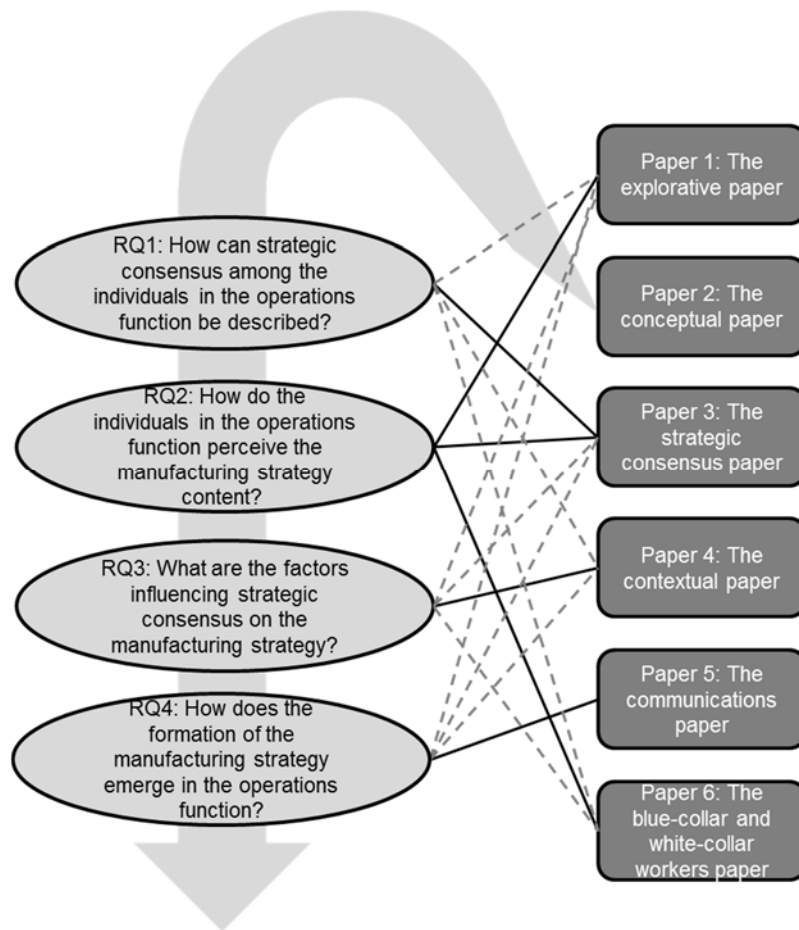 RQ1: How can strategic
consensus among the
individuals in the operations
function be described?
RQ2: How do the
individuals in the operations
function perceive the
manufacturing strategy
content?
RQ3: What are the factors
influencing strategic
consensus on the
manufacturing strategy?
RQ4: How does the
formation of the
manufacturing strategy
emerge in the operations
function?
Paper 1: The
explorative paper
Paper 2: The
conceptual paper
Paper 3: The
strategic
consensus paper
Paper 4: The
contextual paper
Paper 5: The
communications
paper
Paper 6: The
blue-collar and
white-collar
workers paper